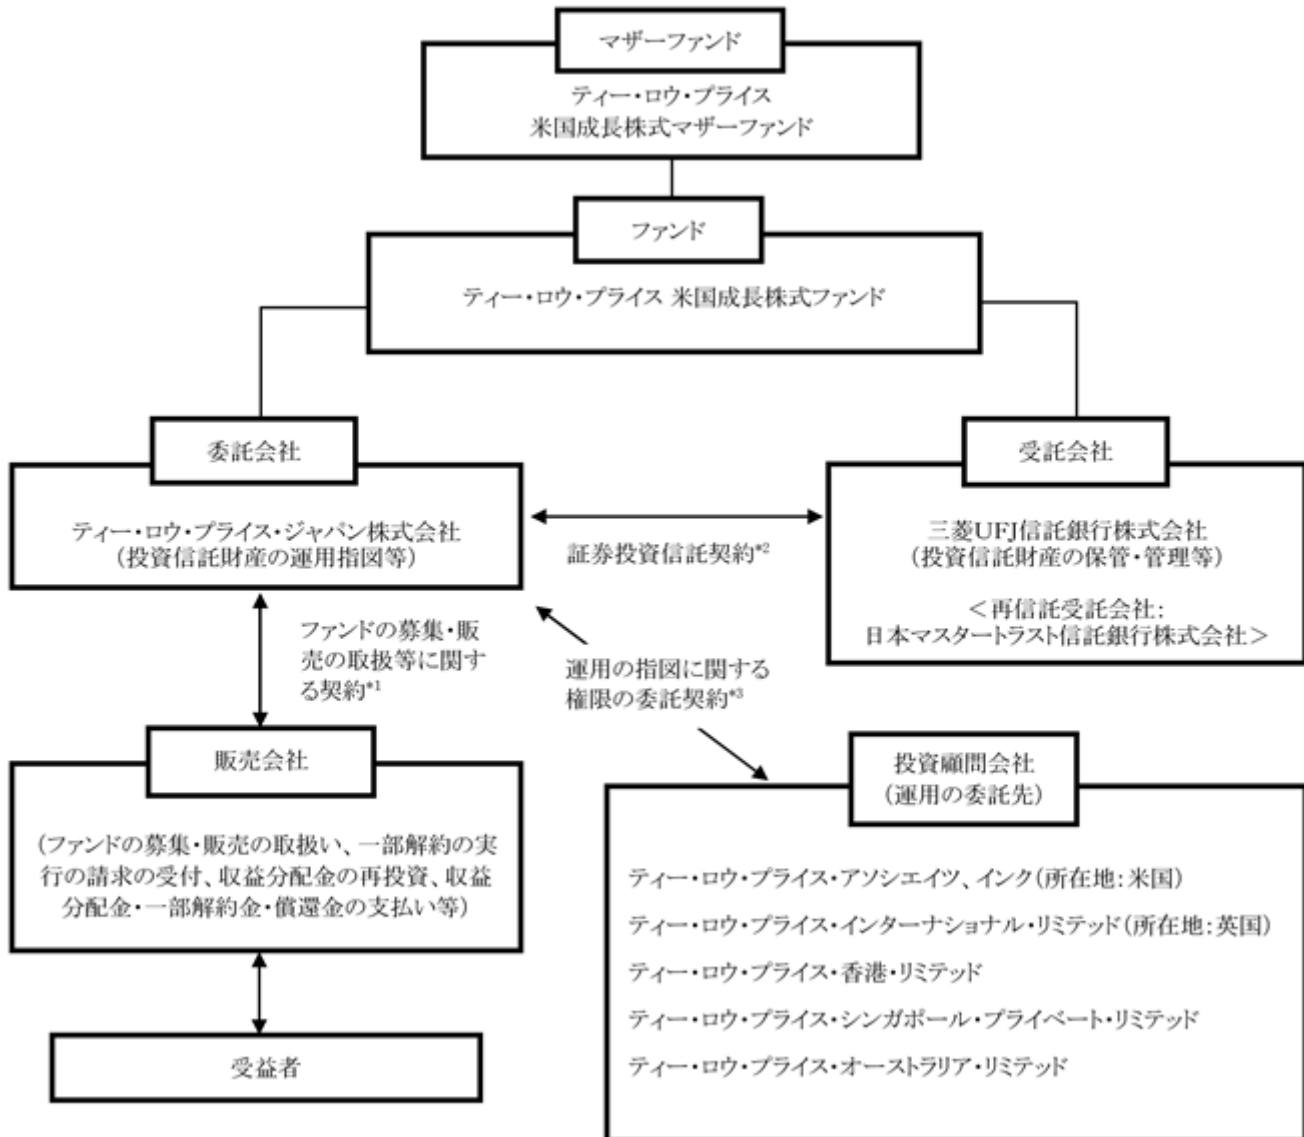 マザーファンド
ティー・ロウ・プライス
米国成長株式マザーファンド
ファンド
ティー・ロウ・プライス 米国成長株式ファンド
委託会社
ティー・ロウ・プライス・ジャパン株式会社
(投資信託財産の運用指図等)
証券投資信託契約*2
受託会社
三菱UFJ信託銀行株式会社
(投資信託財産の保管・管理等)
<再信託受託会社:
日本マスタートラスト信託銀行株式会社>
ファンドの募集・販
売の取扱等に関す
る契約*1
運用の指図に関する
権限の委託契約*3
販売会社
(ファンドの募集・販売の取扱い、一部解約の実
行の請求の受付、収益分配金の再投資、収益
分配金・一部解約金・償還金の支払い等)
受益者
投資顧問会社
(運用の委託先)
ティー・ロウ・プライス・アソシエイツ、インク(所在地:米国)
ティー・ロウ・プライス・インターナショナル・リミテッド(所在地:英国)
ティー・ロウ・プライス・香港・リミテッド
ティー・ロウ・プライス・シンガポール・プライベート・リミテッド
ティー・ロウ・プライス・オーストラリア・リミテッド